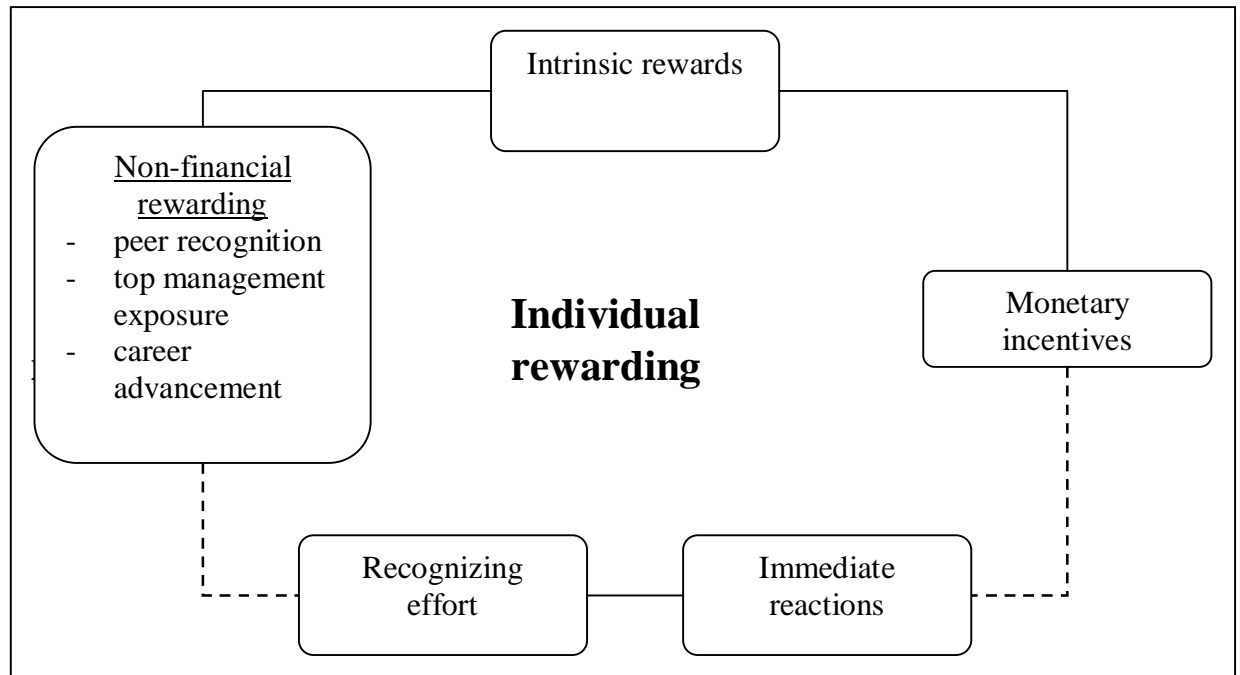 Intrinsic rewards
Non-financial
rewarding
- peer recognition
- top management
exposure
- career
advancement
Individual
rewarding
Monetary
incentives
Recognizing
effort
Immediate
reactions